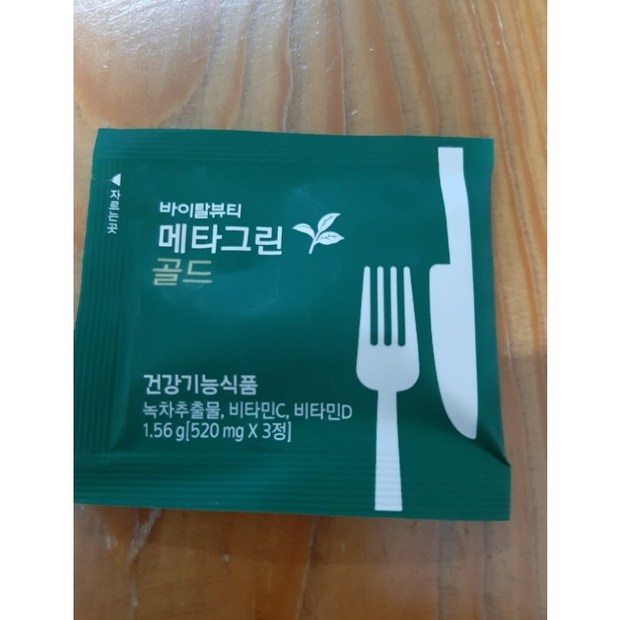 자르는곳
바이탈뷰티
메타그린
골드
건강기능식품
녹차추출물, 비타민C, 비타민D
1.56 g[520 mg X 3정]